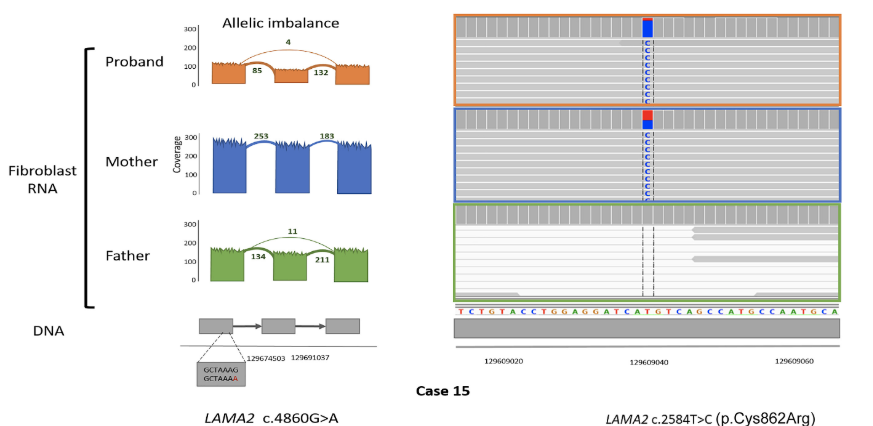 Allelic imbalance
Fibroblast
RNA
Coverage
Proband
300
200
100
0
4
85
132
C
C
C
C
C
C
C
C
C
Mother
300
200
100
0
253
183
C
C
C
C
C
C
C
C
C
Father
300
200
100
0
11
134
211
DNA
TCTGTACCTGGAGGATCATGTCAGCCATGCCAATGCA
129674503 129691037
GCTAAAG
GCTAAAA
129609020 129609040 129609060
Case 15
LAMA2 c.4860G>A
LAMA2 c.2584T>C (p.Cys862Arg)